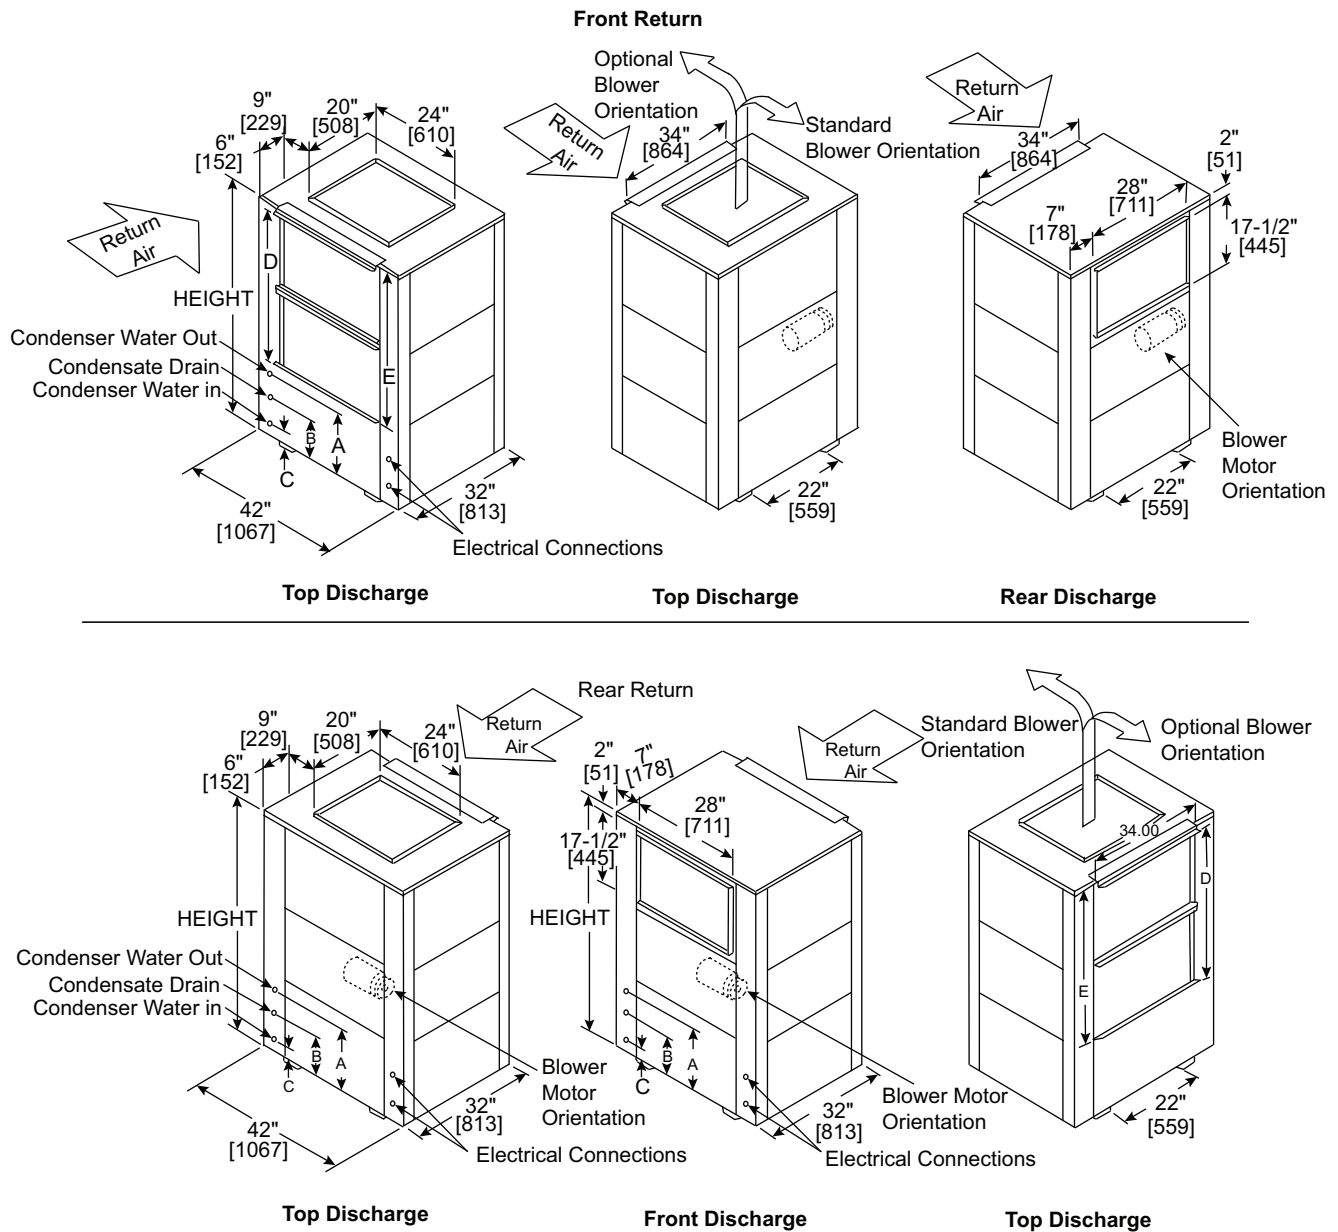 Front Return
9"
[229]
20"
[508]
24"
[610]
6"
[152]
Return
Air
HEIGHT
D
E
Condenser Water Out
Condensate Drain
Condenser Water in
B
A
C
42"
[1067]
32"
[813]
Electrical Connections
Top Discharge
Optional
Blower
Orientation
Return
Air
34"
[864]
Standard
Blower Orientation
22"
[559]
Top Discharge
Return
Air
34"
[864]
2"
[51]
28"
[711]
7"
[178]
17-1/2"
[445]
Blower
Motor
Orientation
22"
[559]
Rear Discharge
Rear Return
9"
[229]
20"
[508]
24"
[610]
Return
Air
6"
[152]
HEIGHT
Condenser Water Out
Condensate Drain
Condenser Water in
B
A
C
Blower
Motor
Orientation
42"
[1067]
32"
[813]
Electrical Connections
Top Discharge
2"
[51]
7"
[178]
Return
Air
28"
[711]
17-1/2"
[445]
HEIGHT
B
A
C
Blower Motor
Orientation
32"
[813]
Electrical Connections
Front Discharge
Standard Blower
Orientation
Optional Blower
Orientation
34.00
D
E
22"
[559]
Top Discharge